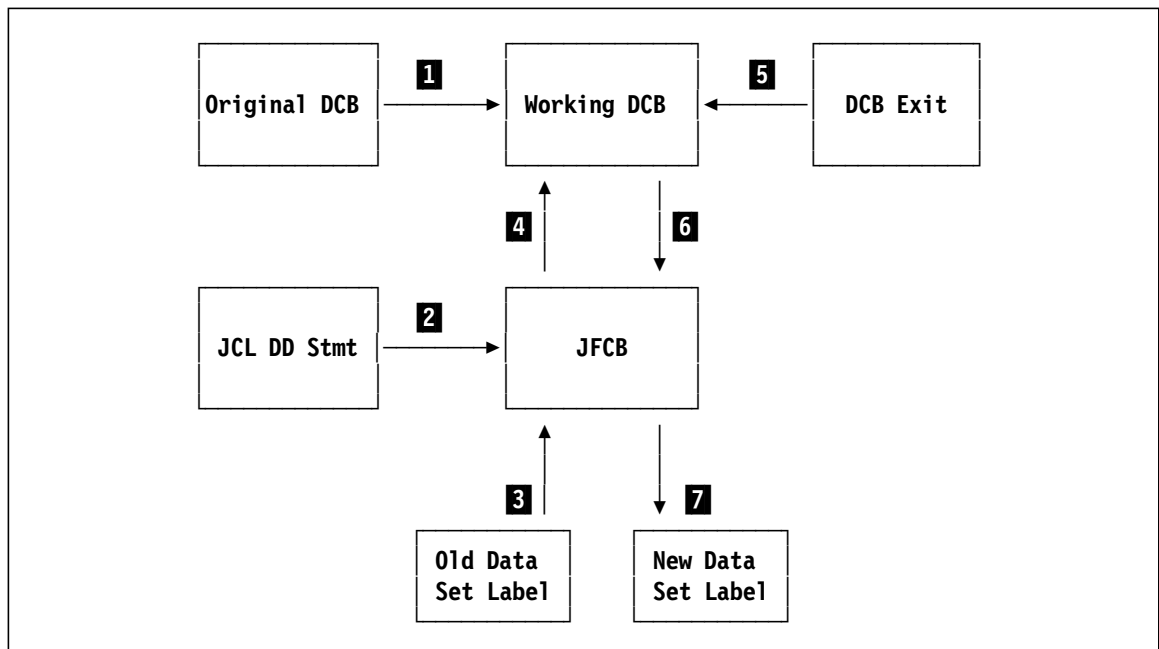 1
5
Original DCB
Working DCB
DCB Exit
4
6
2
JCL DD Stmt
JFCB
3
7
Old Data
Set Label
New Data
Set Label